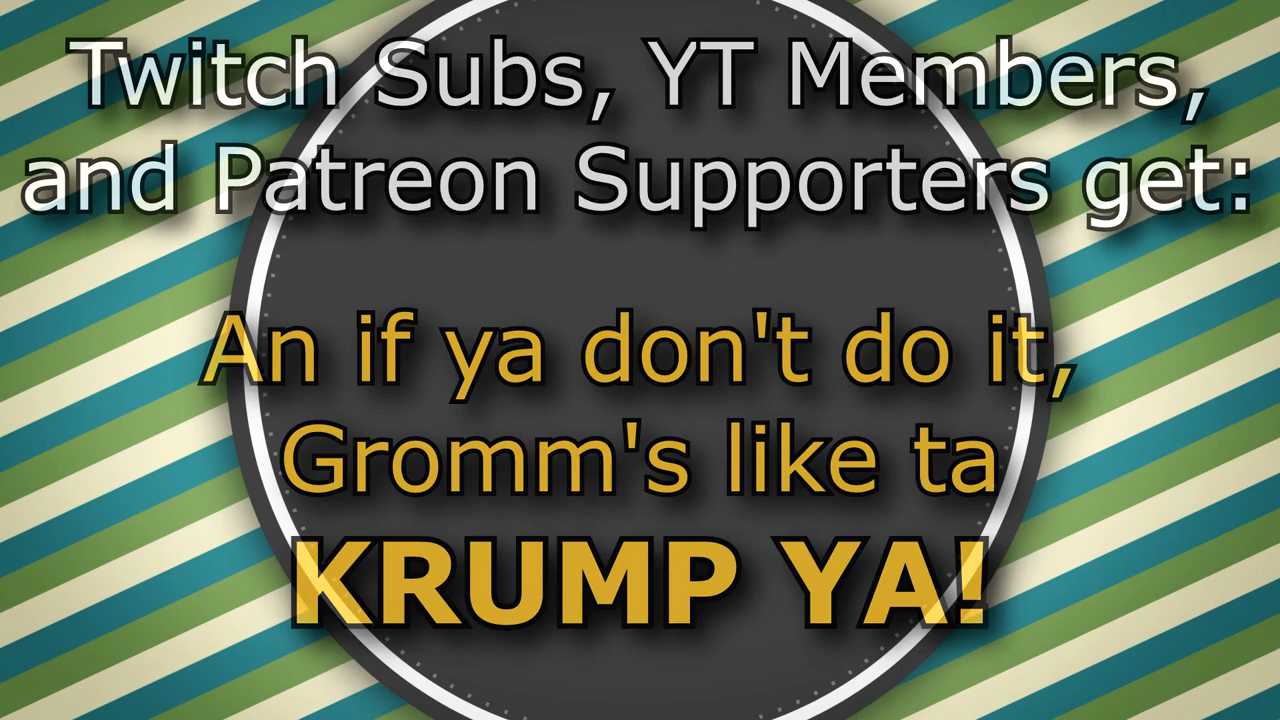 Twitch Subs, YT Members,
and Patreon Supporters get:
An if ya don't do it,
Gromm's like ta
KRUMP YA!